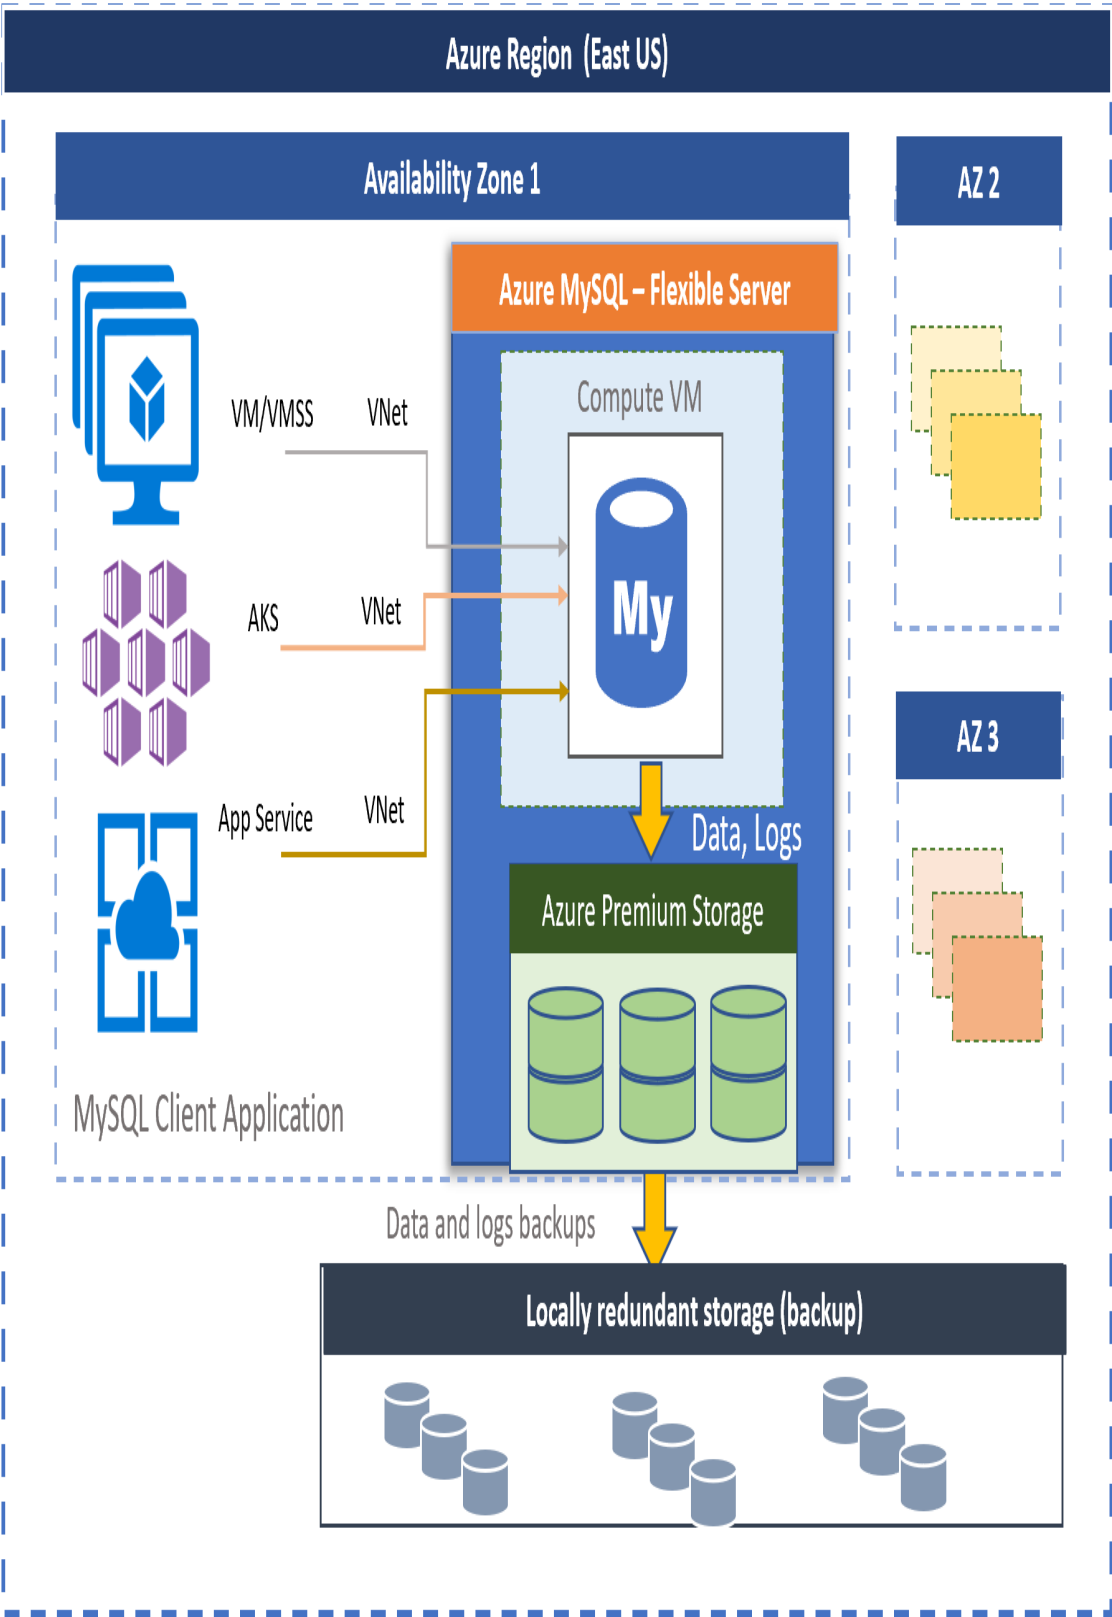 Azure Region (East US)
Availability Zone 1
AZ 2
Azure MySQL – Flexible Server
Compute VM
VM/VMSS
VNet
My
AKS
VNet
AZ 3
App Service
VNet
Data, Logs
Azure Premium Storage
MySQL Client Application
Data and logs backups
Locally redundant storage (backup)